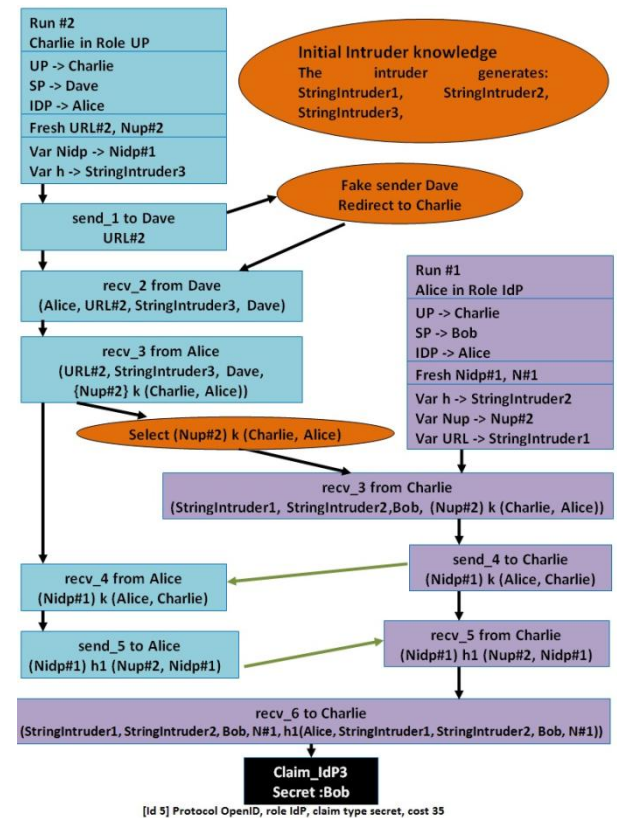 Run #2
Charlie in Role UP
UP -> Charlie
SP -> Dave
IDP -> Alice
Fresh URL#2, Nup#2
Var Nidp -> Nidp#1
Var h -> StringIntruder3
Initial Intruder knowledge
The intruder generates:
StringIntruder1, StringIntruder2,
StringIntruder3,
send_1 to Dave
URL#2
Fake sender Dave
Redirect to Charlie
recv_2 from Dave
(Alice, URL#2, StringIntruder3, Dave)
Run #1
Alice in Role IdP
UP -> Charlie
SP -> Bob
IDP -> Alice
Fresh Nidp#1, N#1
Var h -> StringIntruder2
Var Nup -> Nup#2
Var URL -> StringIntruder1
recv_3 from Alice
(URL#2, StringIntruder3, Dave,
{Nup#2} k (Charlie, Alice))
Select (Nup#2) k (Charlie, Alice)
recv_3 from Charlie
(StringIntruder1, StringIntruder2,Bob, (Nup#2) k (Charlie, Alice))
send_4 to Charlie
(Nidp#1) k (Alice, Charlie)
recv_4 from Alice
(Nidp#1) k (Alice, Charlie)
recv_5 from Charlie
(Nidp#1) h1 (Nup#2, Nidp#1)
send_5 to Alice
(Nidp#1) h1 (Nup#2, Nidp#1)
recv_6 to Charlie
(StringIntruder1, StringIntruder2, Bob, N#1, h1(Alice, StringIntruder1, StringIntruder2, Bob, N#1))
Claim_IdP3
Secret :Bob
[Id 5] Protocol OpenID, role IdP, claim type secret, cost 35